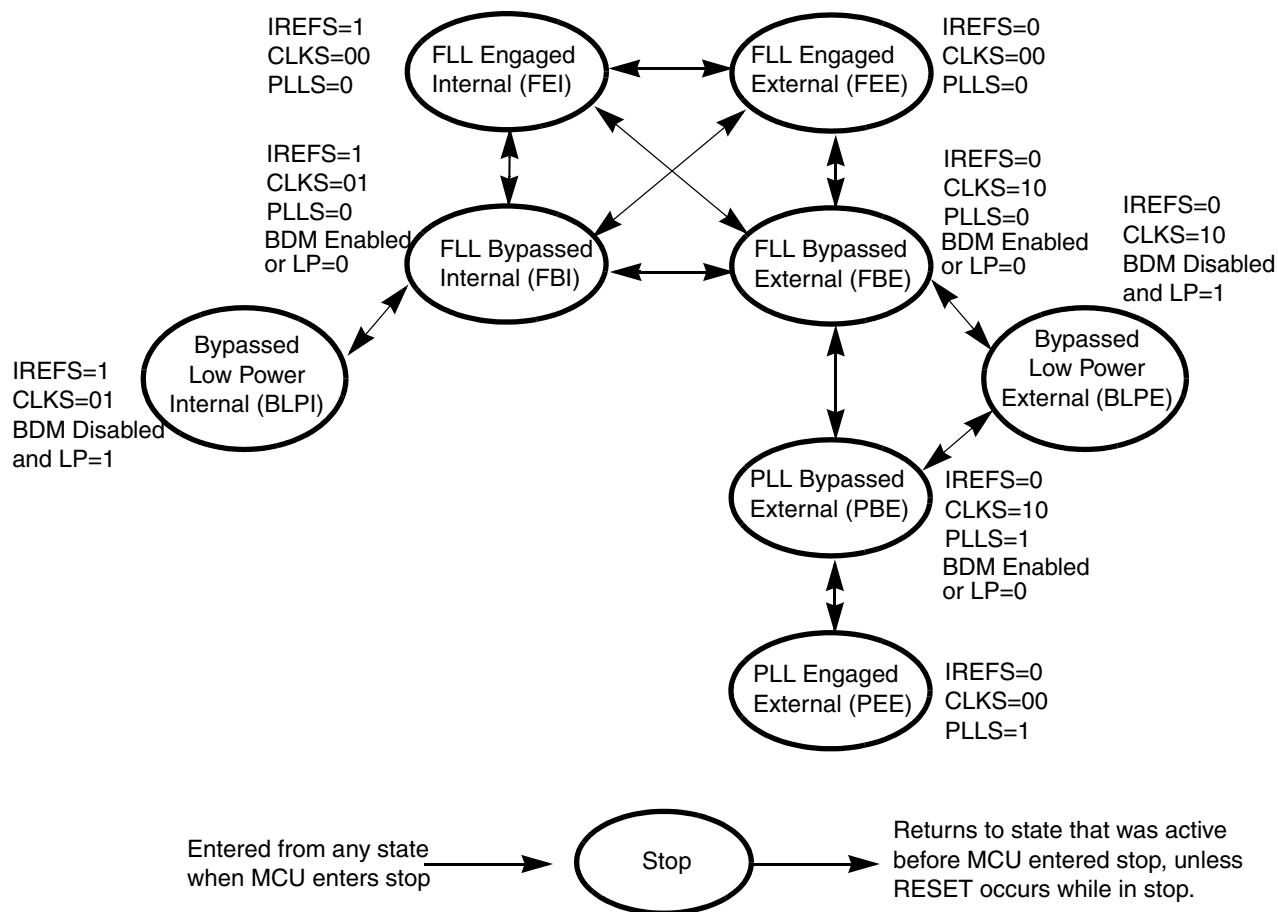 IREFS=1
CLKS=00
PLLS=0
FLL Engaged
Internal (FEI)
FLL Engaged
External (FEE)
IREFS=0
CLKS=00
PLLS=0
IREFS=1
CLKS=01
PLLS=0
BDM Enabled
or LP=0
FLL Bypassed
Internal (FBI)
FLL Bypassed
External (FBE)
IREFS=0
CLKS=10
PLLS=0
BDM Enabled
or LP=0
IREFS=0
CLKS=10
BDM Disabled
and LP=1
IREFS=1
CLKS=01
BDM Disabled
and LP=1
Bypassed
Low Power
Internal (BLPI)
Bypassed
Low Power
External (BLPE)
PLL Bypassed
External (PBE)
IREFS=0
CLKS=10
PLLS=1
BDM Enabled
or LP=0
PLL Engaged
External (PEE)
IREFS=0
CLKS=00
PLLS=1
Entered from any state
when MCU enters stop
Stop
Returns to state that was active
before MCU entered stop, unless
RESET occurs while in stop.